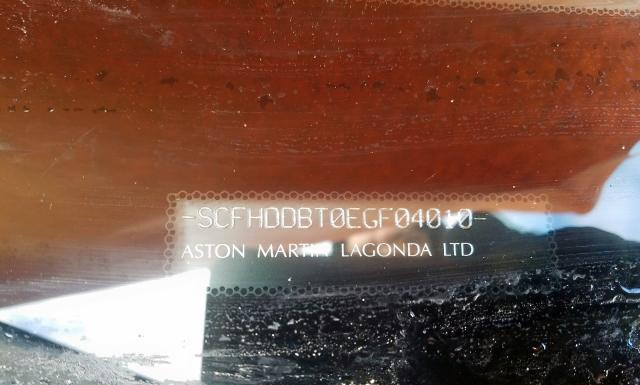 -SCFHDDBT0EGF04010-
ASTON MARTIN LAGONDA LTD